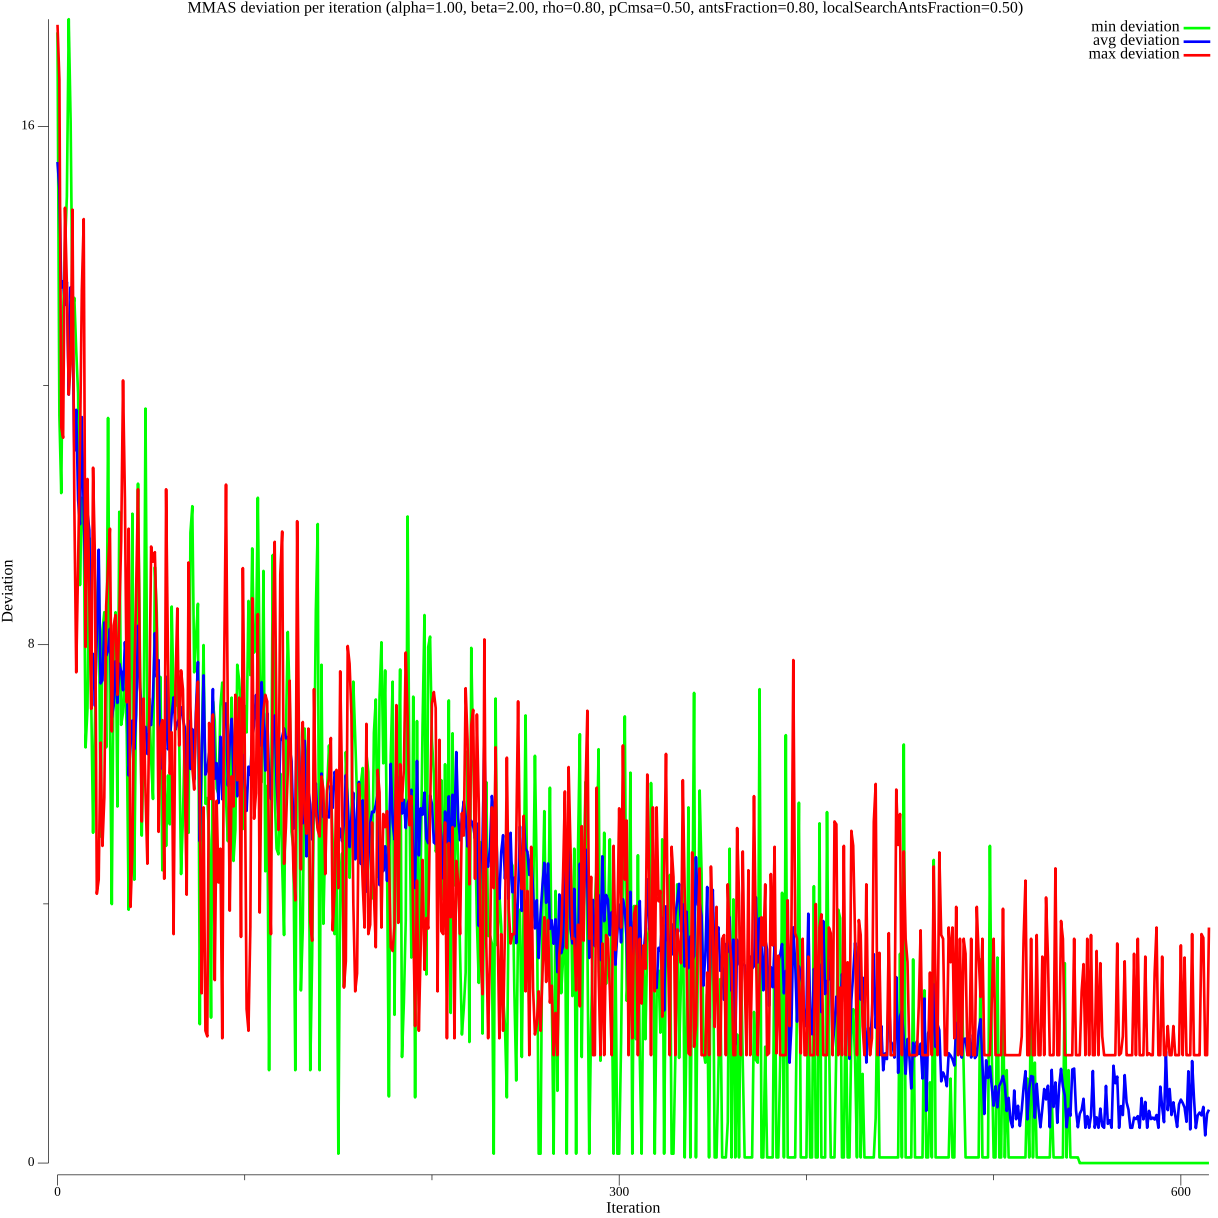 MMAS deviation per iteration (alpha=1.00, beta=2.00, rho=0.80, pCmsa=0.50, antsFraction=0.80, localSearchAntsFraction=0.50)
min deviation
avg deviation
max deviation
16
8
0
Deviation
0
300
600
Iteration